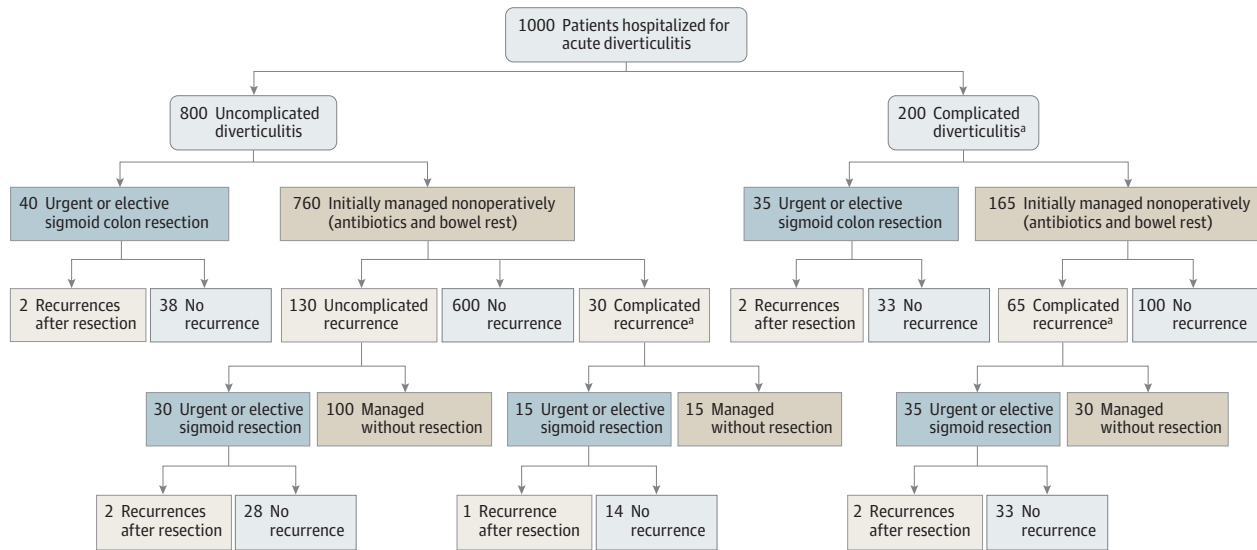 1000 Patients hospitalized for
acute diverticulitis
800 Uncomplicated
diverticulitis
200 Complicated
diverticulitisᵃ
40 Urgent or elective
sigmoid colon resection
760 Initially managed nonoperatively
(antibiotics and bowel rest)
35 Urgent or elective
sigmoid colon resection
165 Initially managed nonoperatively
(antibiotics and bowel rest)
2 Recurrences
after resection
38 No
recurrence
130 Uncomplicated
recurrence
600 No
recurrence
30 Complicated
recurrenceᵃ
2 Recurrences
after resection
33 No
recurrence
65 Complicated
recurrenceᵃ
100 No
recurrence
30 Urgent or elective
sigmoid resection
100 Managed
without resection
15 Urgent or elective
sigmoid resection
15 Managed
without resection
35 Urgent or elective
sigmoid resection
30 Managed
without resection
2 Recurrences
after resection
28 No
recurrence
1 Recurrence
after resection
14 No
recurrence
2 Recurrences
after resection
33 No
recurrence